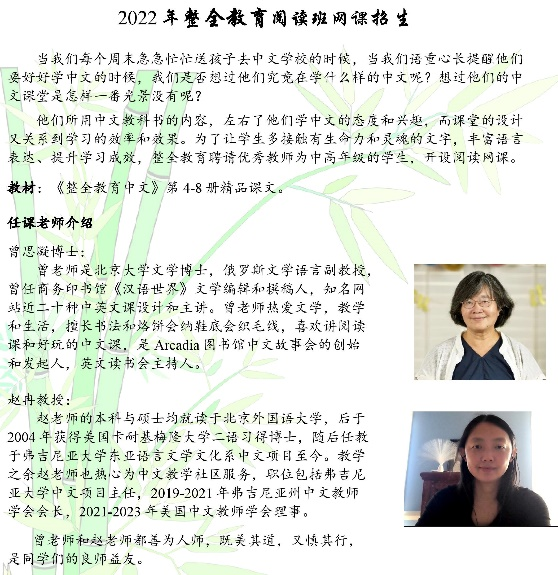 2022年整全教育阅读班网课招生
当我们每个周末急急忙忙送孩子去中文学校的时候，当我们语重心长提醒他们
要好好学中文的时候，我们是否想过他们究竟在学什么样的中文呢？想过他们的中
文课堂是怎样一番光景没有呢？
他们所用中文教科书的内容，左右了他们学中文的态度和兴趣，而课堂的设计
又关系到学习的效率和效果。为了让学生多接触有生命力和灵魂的文字，丰富语言
表达、提升学习成效，整全教育聘请优秀教师为中高年级的学生，开设阅读网课。
教材：《整全教育中文》第4-8册精品课文。
任课老师介绍
曾思凝博士：
曾老师是北京大学文学博士，俄罗斯文学语言副教授，
曾任商务印书馆《汉语世界》文学编辑和撰稿人，知名网
站近二十种中英文课设计和主讲。曾老师热爱文学，教学
和生活，擅长书法和烙饼会纳鞋底会织毛线，喜欢讲阅读
课和好玩的中文课，是Arcadia图书馆中文故事会的创始
和发起人，英文读书会主持人。
赵冉教授：
赵老师的本科与硕士均就读于北京外国语大学，后于
2004年获得美国卡耐基梅隆大学二语习得博士，随后任教
于弗吉尼亚大学东亚语言文学文化系中文项目至今。教学
之余赵老师也热心为中文教学社区服务，职位包括弗吉尼
亚大学中文项目主任，2019-2021年弗吉尼亚州中文教师
学会会长，2021-2023年美国中文教师学会理事。
曾老师和赵老师都善为人师，既美其道，又慎其行，
是同学们的良师益友。